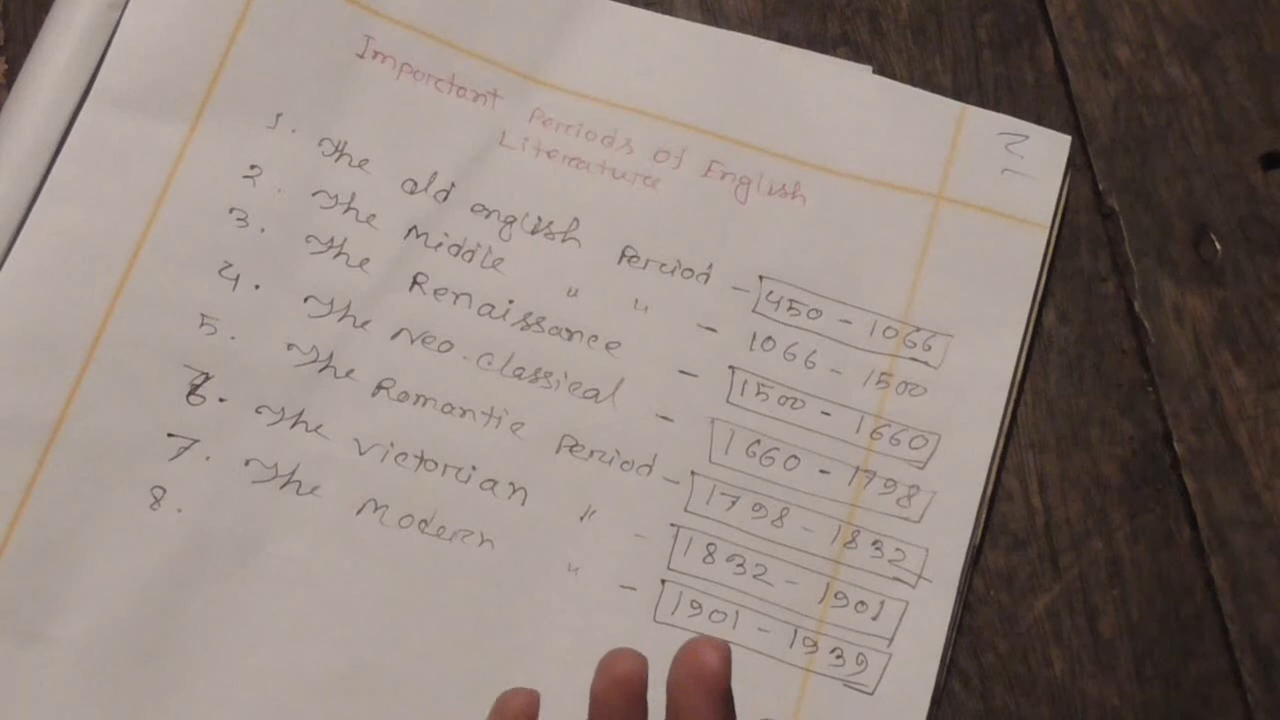 2
Important Periods of English
Literature
1. The old english Period - 450 - 1066
2. The Middle " " - 1066 - 1500
3. The Renaissance - 1500 - 1660
4. The Neo-classical - 1660 - 1798
5. The Romantic Period - 1798 - 1832
6. The victorian " - 1832 - 1901
7. The Modern " - 1901 - 1939
8.